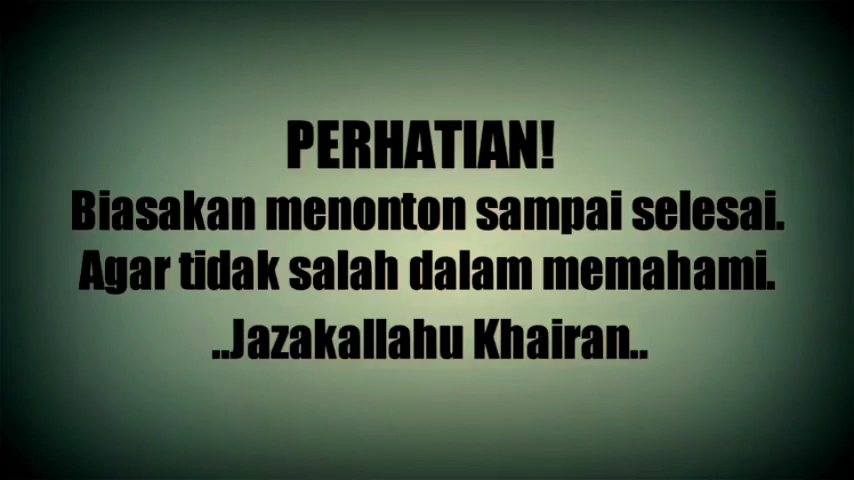 PERHATIAN!
Biasakan menonton sampai selesai.
Agar tidak salah dalam memahami.
..Jazakallahu Khairan..